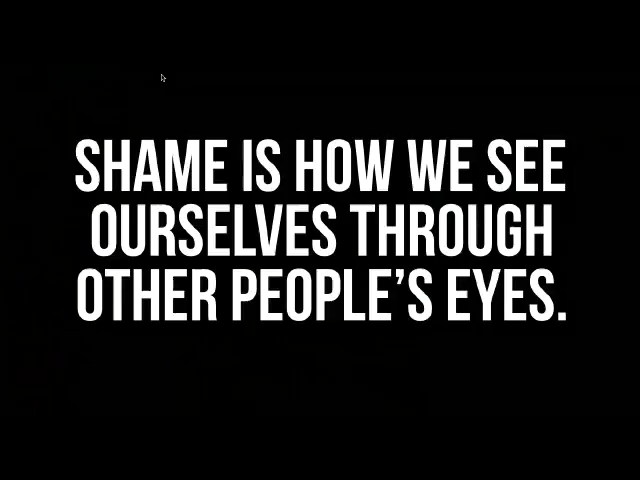 SHAME IS HOW WE SEE
OURSELVES THROUGH
OTHER PEOPLE’S EYES.